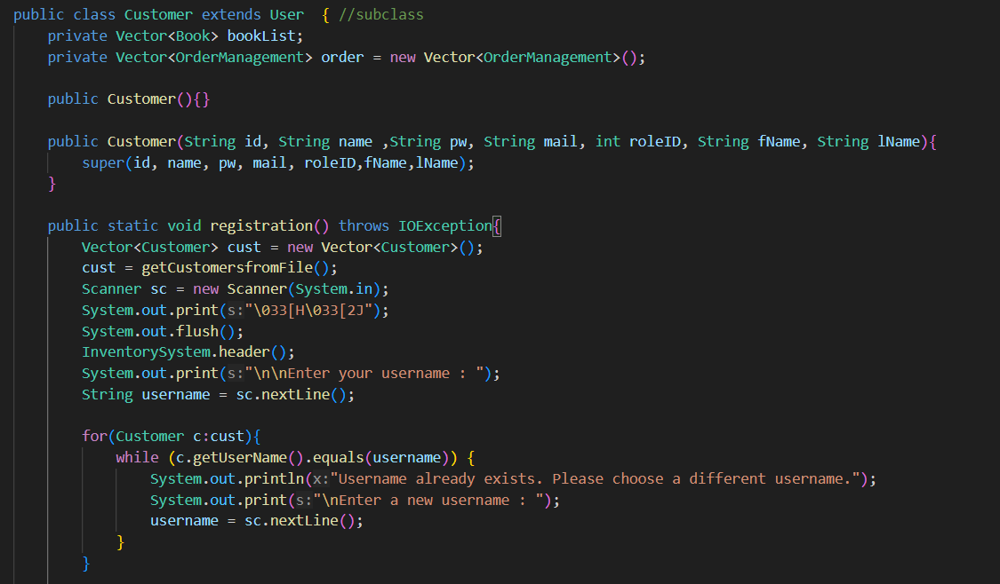 public class Customer extends User  { //subclass
    private Vector<Book> bookList;
    private Vector<OrderManagement> order = new Vector<OrderManagement>();

    public Customer(){}

    public Customer(String id, String name ,String pw, String mail, int roleID, String fName, String lName){
        super(id, name, pw, mail, roleID,fName,lName);
    }

    public static void registration() throws IOException{
        Vector<Customer> cust = new Vector<Customer>();
        cust = getCustomersfromFile();
        Scanner sc = new Scanner(System.in);
        System.out.print(s:"\033[H\033[2J");
        System.out.flush();
        InventorySystem.header();
        System.out.print(s:"\n\nEnter your username : ");
        String username = sc.nextLine();

        for(Customer c:cust){
            while (c.getUserName().equals(username)) {
                System.out.println(x:"Username already exists. Please choose a different username.");
                System.out.print(s:"\nEnter a new username : ");
                username = sc.nextLine();
            }
        }